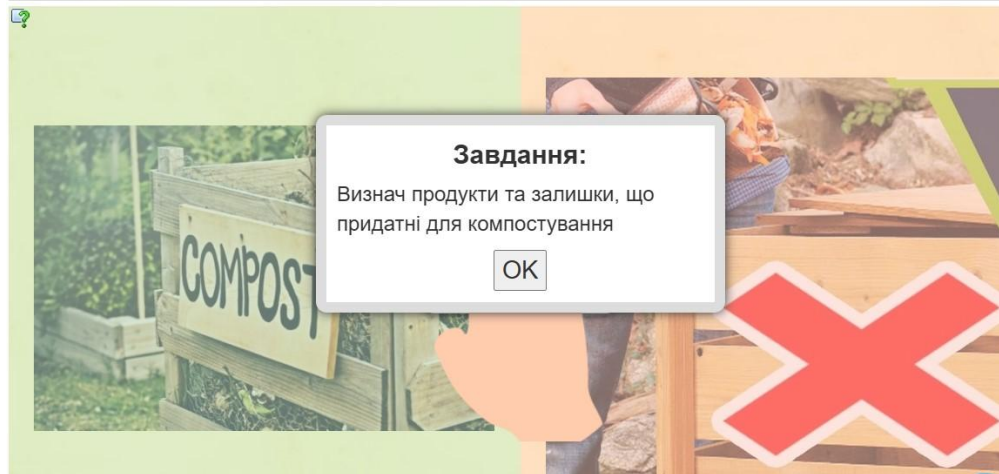 Завдання:
Визнач продукти та залишки, що
придатні для компостування
OK
COMPOST